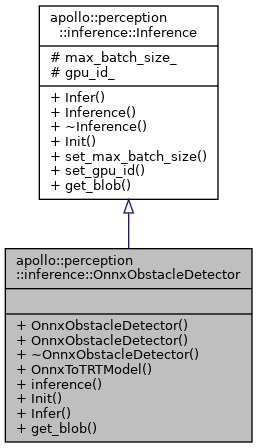 apollo::perception
::inference::Inference
# max_batch_size_
# gpu_id_
+ Infer()
+ Inference()
+ ~Inference()
+ Init()
+ set_max_batch_size()
+ set_gpu_id()
+ get_blob()
apollo::perception
::inference::OnnxObstacleDetector
+ OnnxObstacleDetector()
+ OnnxObstacleDetector()
+ ~OnnxObstacleDetector()
+ OnnxToTRTModel()
+ inference()
+ Init()
+ Infer()
+ get_blob()